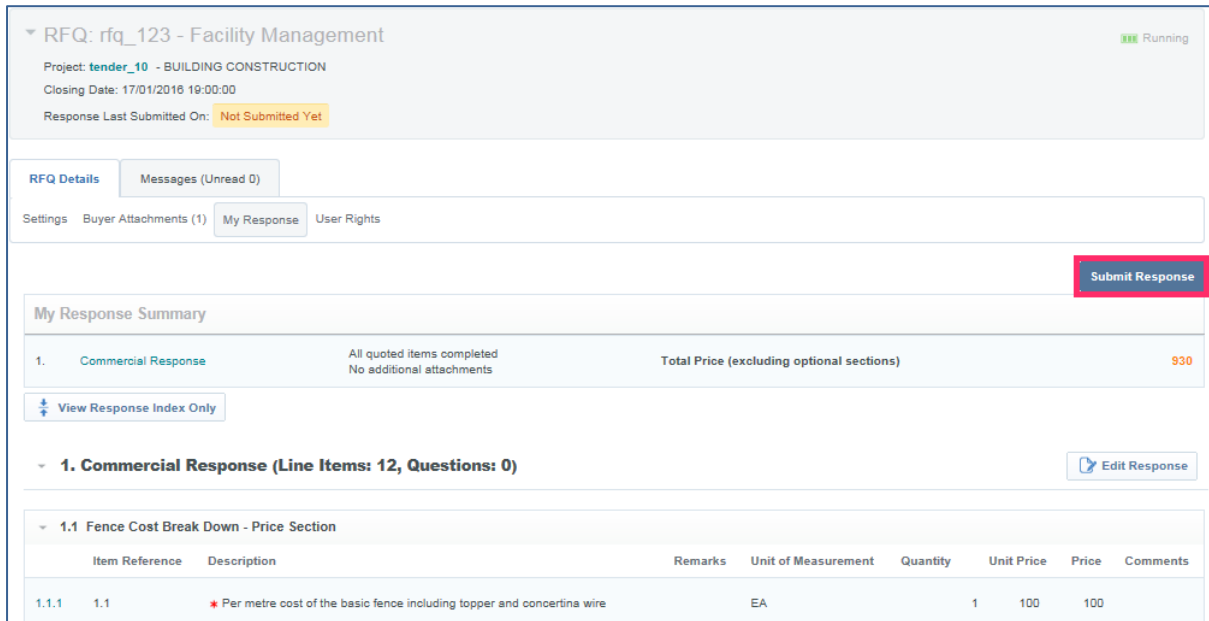 RFQ: rfq_123 - Facility Management
Running
Project: tender_10 - BUILDING CONSTRUCTION
Closing Date: 17/01/2016 19:00:00
Response Last Submitted On: Not Submitted Yet
RFQ Details Messages (Unread 0)
Settings Buyer Attachments (1) My Response User Rights
Submit Response
My Response Summary
1. Commercial Response All quoted items completed Total Price (excluding optional sections) 930
No additional attachments
View Response Index Only
1. Commercial Response (Line Items: 12, Questions: 0) Edit Response
1.1 Fence Cost Break Down - Price Section
Item Reference Description Remarks Unit of Measurement Quantity Unit Price Price Comments
1.1.1 1.1 * Per metre cost of the basic fence including topper and concertina wire EA 1 100 100